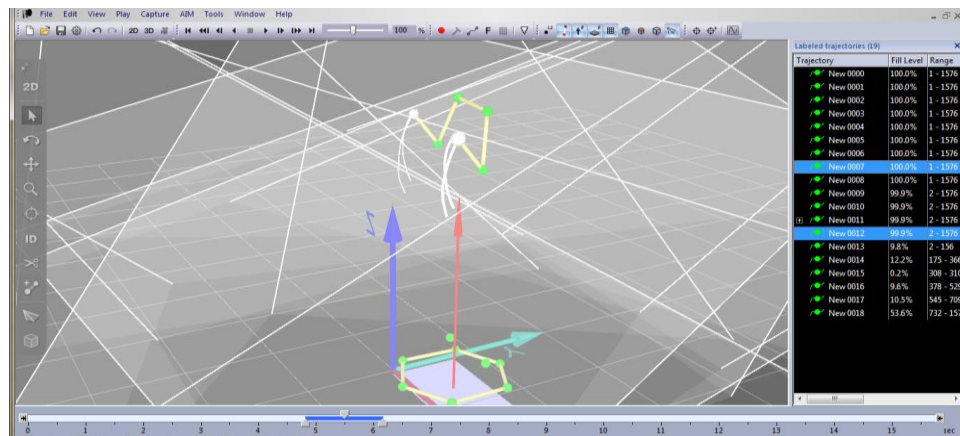 File Edit View Play Capture AIM Tools Window Help
2D 3D 100 % F
Labeled trajectories (19)
Trajectory Fill Level Range
New 0000 100.0% 1 - 1576
New 0001 100.0% 1 - 1576
New 0002 100.0% 1 - 1576
New 0003 100.0% 1 - 1576
New 0004 100.0% 1 - 1576
New 0005 100.0% 1 - 1576
New 0006 100.0% 1 - 1576
New 0007 100.0% 1 - 1576
New 0008 100.0% 1 - 1576
New 0009 99.9% 2 - 1576
New 0010 99.9% 2 - 1576
New 0011 99.9% 2 - 1576
New 0012 99.9% 2 - 1576
New 0013 9.8% 2 - 156
New 0014 12.2% 175 - 366
New 0015 0.2% 308 - 310
New 0016 9.6% 378 - 529
New 0017 10.5% 545 - 709
New 0018 53.6% 732 - 157
2D
ID
Z
Y
0 1 2 3 4 5 6 7 8 9 10 11 12 13 14 15 sec